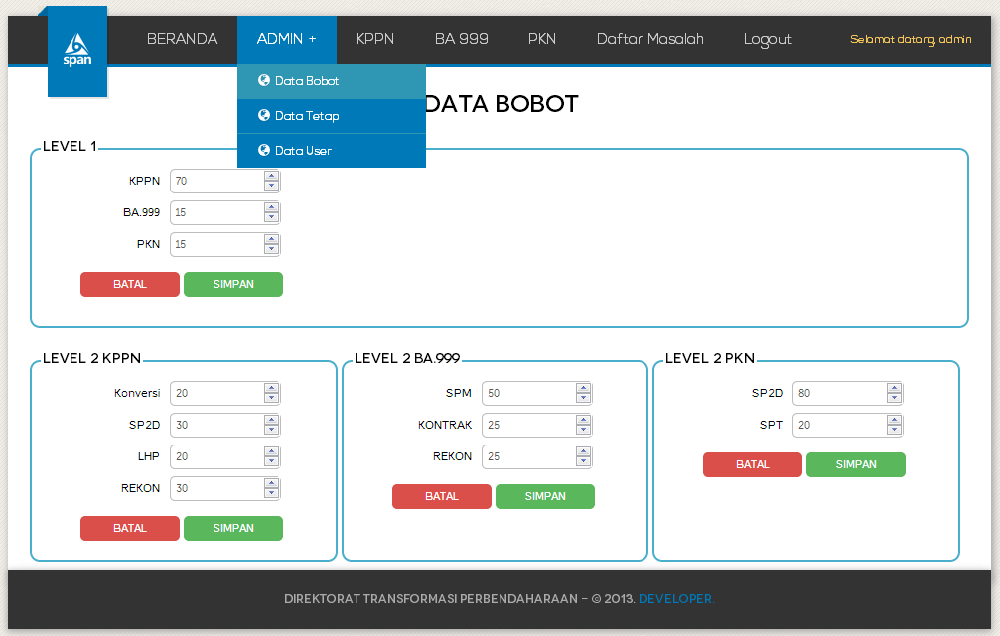 span
BERANDA ADMIN + KPPN BA 999 PKN Daftar Masalah Logout Selamat datang, admin
Data Bobot
Data Tetap
Data User
DATA BOBOT
LEVEL 1
KPPN 70
BA.999 15
PKN 15
BATAL SIMPAN
LEVEL 2 KPPN
Konversi 20
SP2D 30
LHP 20
REKON 30
BATAL SIMPAN
LEVEL 2 BA.999
SPM 50
KONTRAK 25
REKON 25
BATAL SIMPAN
LEVEL 2 PKN
SP2D 80
SPT 20
BATAL SIMPAN
DIREKTORAT TRANSFORMASI PERBENDAHARAAN - © 2013. DEVELOPER.